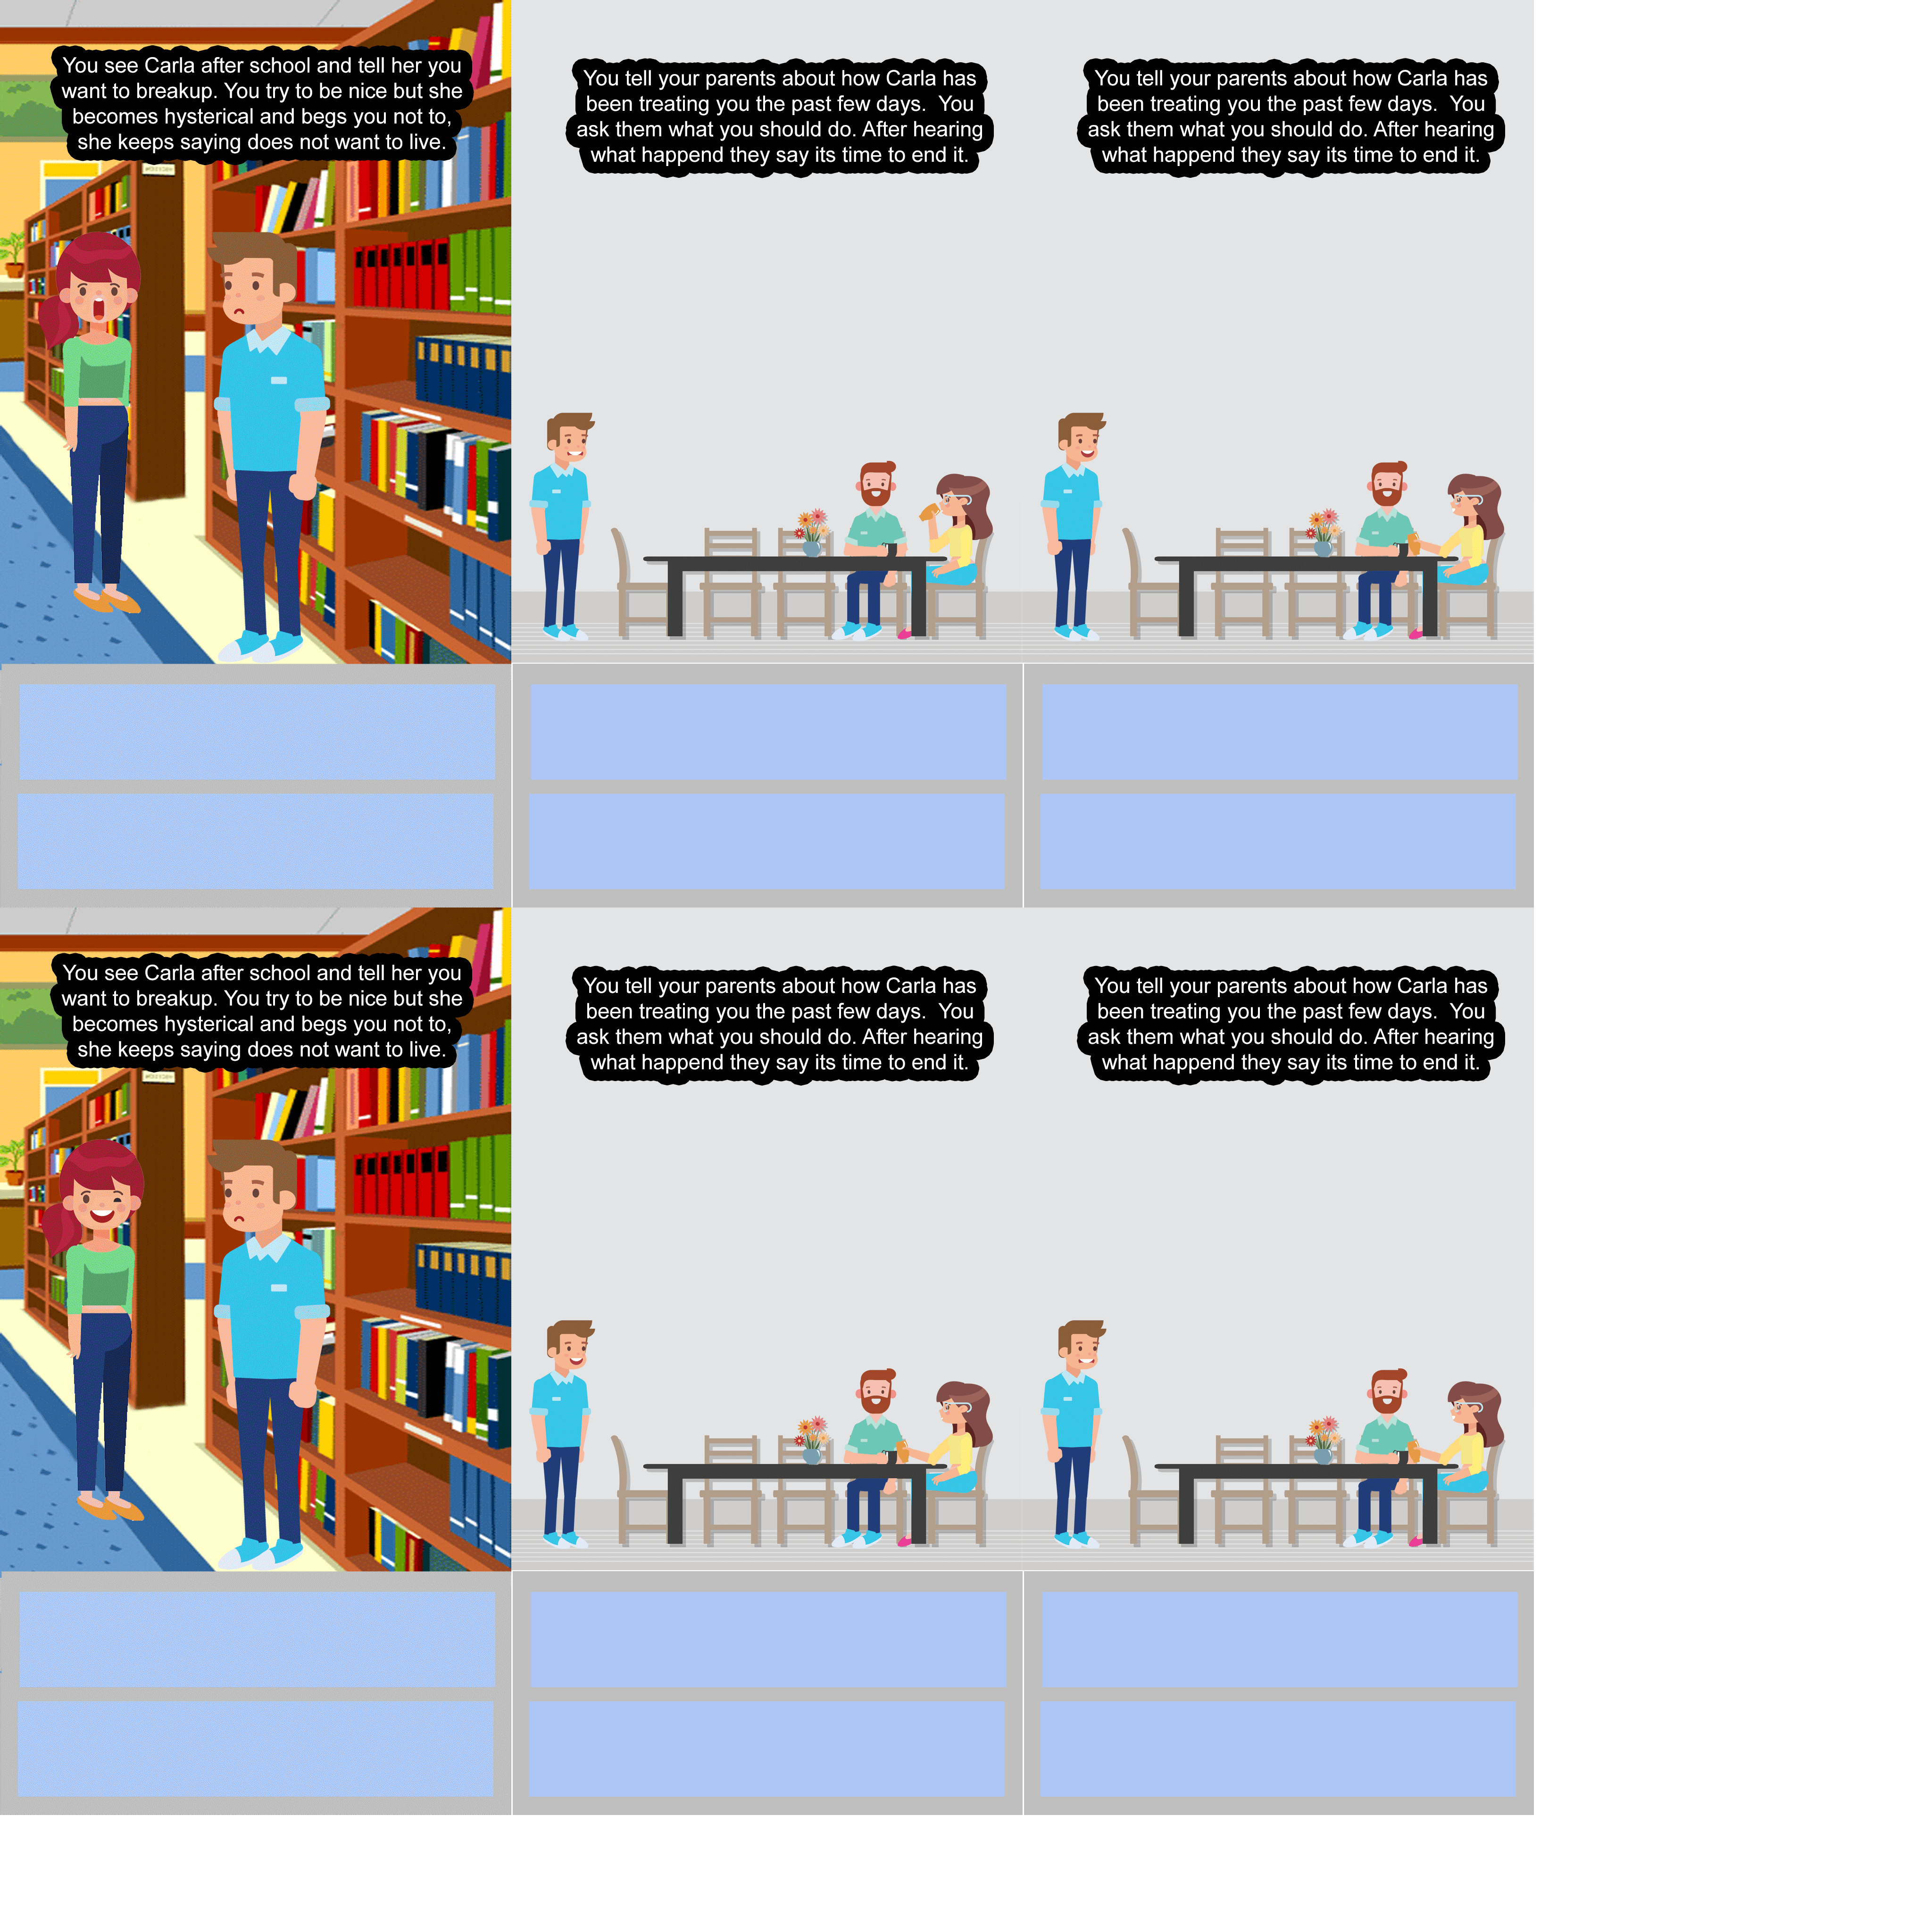 You see Carla after school and tell her you
want to breakup. You try to be nice but she
becomes hysterical and begs you not to,
she keeps saying does not want to live.
You tell your parents about how Carla has
been treating you the past few days.  You
ask them what you should do. After hearing
what happend they say its time to end it.
You tell your parents about how Carla has
been treating you the past few days.  You
ask them what you should do. After hearing
what happend they say its time to end it.
You see Carla after school and tell her you
want to breakup. You try to be nice but she
becomes hysterical and begs you not to,
she keeps saying does not want to live.
You tell your parents about how Carla has
been treating you the past few days.  You
ask them what you should do. After hearing
what happend they say its time to end it.
You tell your parents about how Carla has
been treating you the past few days.  You
ask them what you should do. After hearing
what happend they say its time to end it.